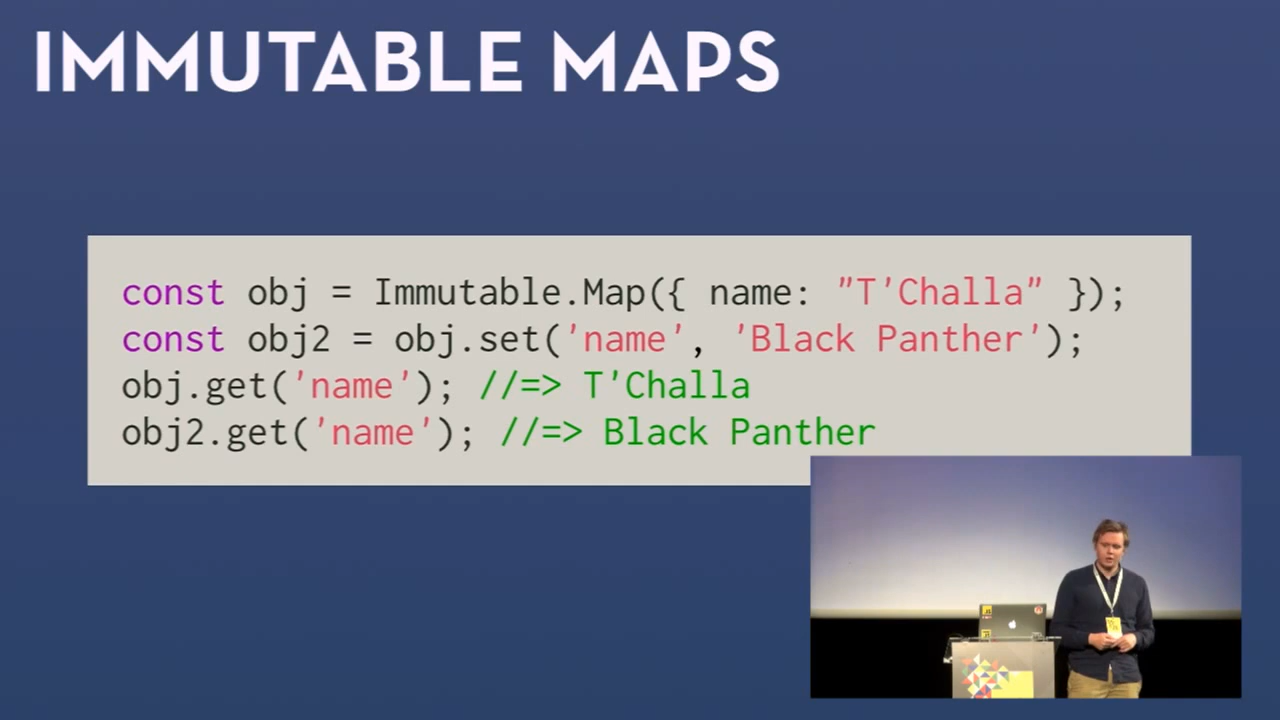 IMMUTABLE MAPS
const obj = Immutable.Map({ name: "T'Challa" });
const obj2 = obj.set('name', 'Black Panther');
obj.get('name'); //=> T'Challa
obj2.get('name'); //=> Black Panther